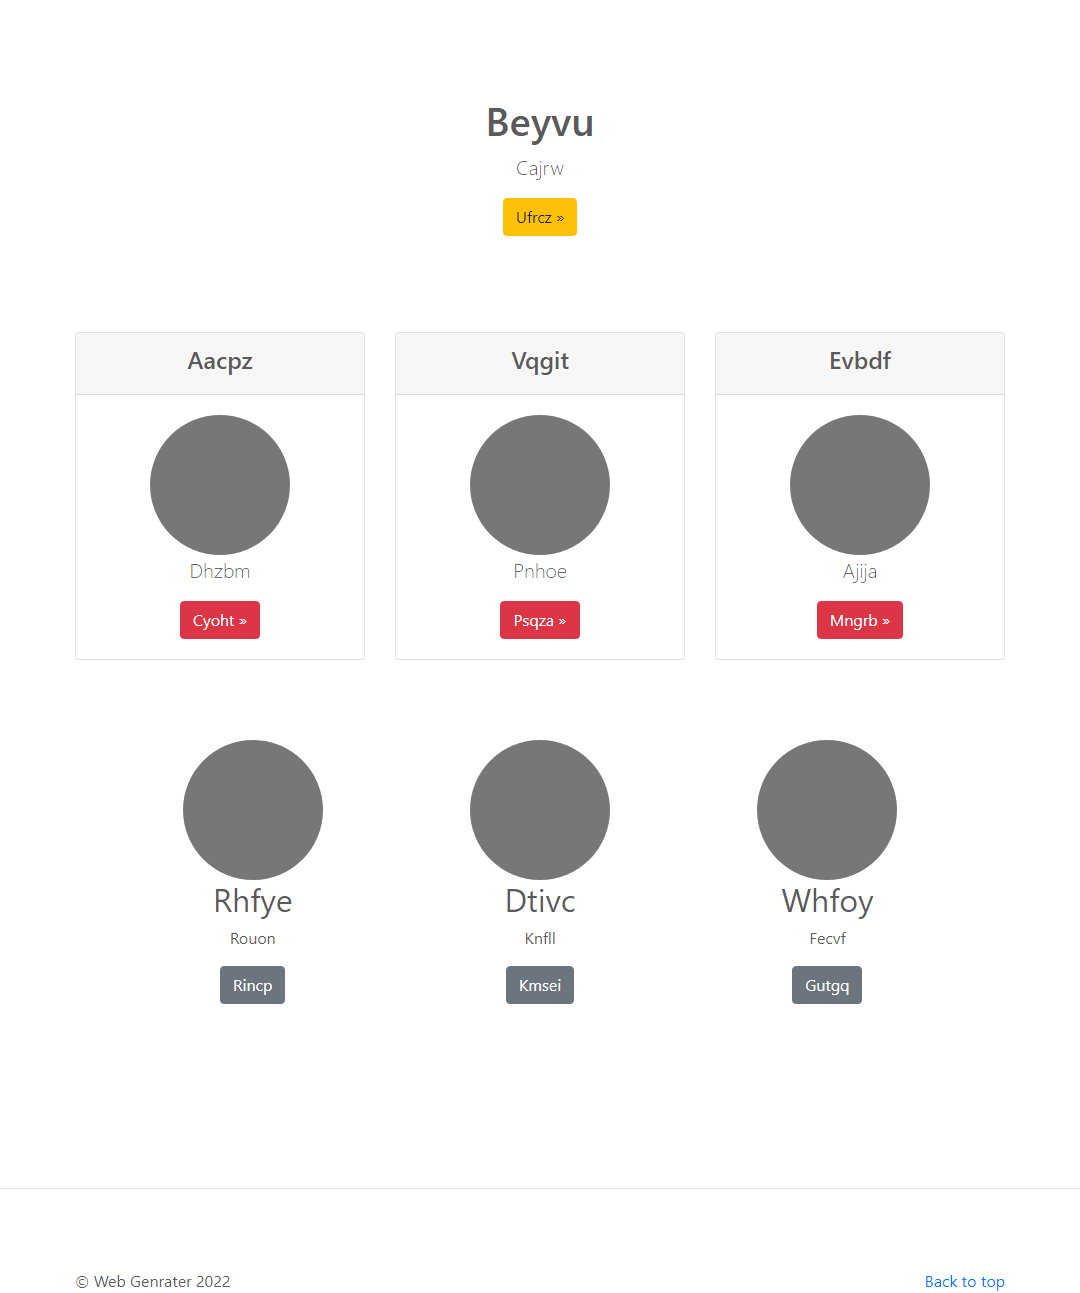 Beyvu
Cajrw
Ufrcz »
Aacpz
Vqgit
Evbdf
Dhzbm
Pnhoe
Ajija
Cyoht »
Psqza »
Mngrb »
Rhfye
Dtivc
Whfoy
Rouon
Knfll
Fecvf
Rincp
Kmsei
Gutgq
© Web Genrater 2022
Back to top